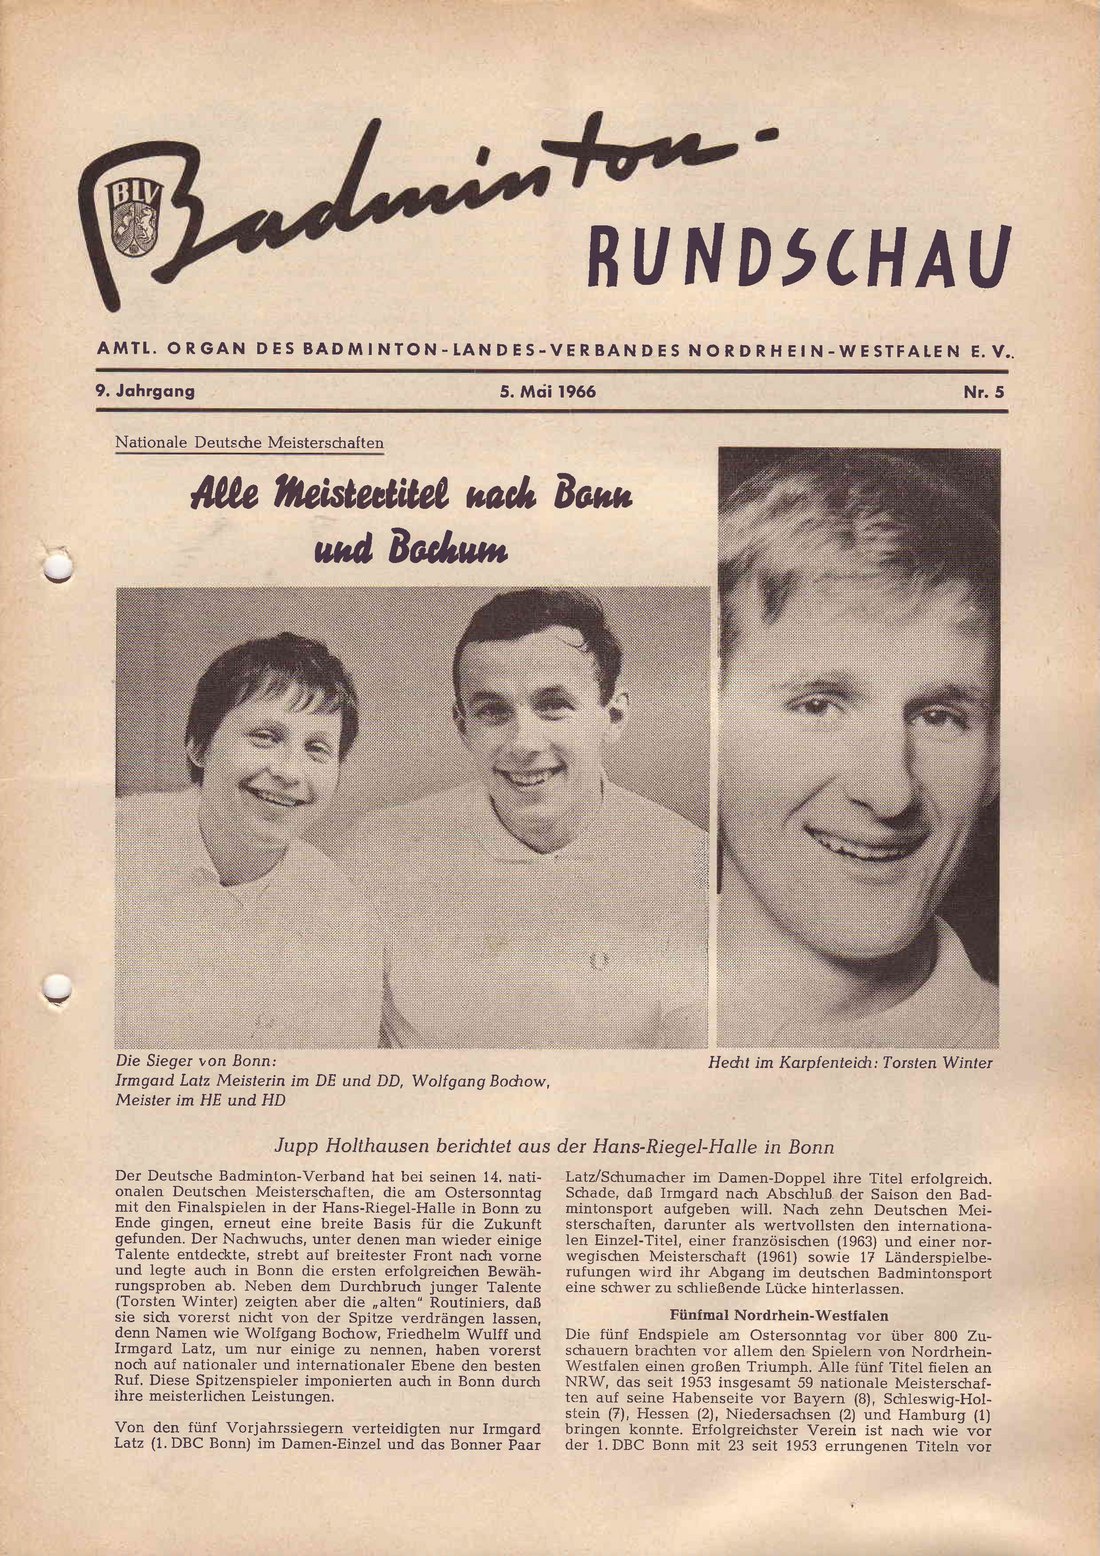 BLV
Badminton-
RUNDSCHAU
AMTL. ORGAN DES BADMINTON-LANDES-VERBANDES NORDRHEIN-WESTFALEN E. V..
9. Jahrgang 5. Mai 1966 Nr. 5
Nationale Deutsche Meisterschaften
Alle Meistertitel nach Bonn
und Bochum
Die Sieger von Bonn:
Irmgard Latz Meisterin im DE und DD, Wolfgang Bochow,
Meister im HE und HD
Hecht im Karpfenteich: Torsten Winter
Jupp Holthausen berichtet aus der Hans-Riegel-Halle in Bonn
Der Deutsche Badminton-Verband hat bei seinen 14. nati-
onalen Deutschen Meisterschaften, die am Ostersonntag
mit den Finalspielen in der Hans-Riegel-Halle in Bonn zu
Ende gingen, erneut eine breite Basis für die Zukunft
gefunden. Der Nachwuchs, unter denen man wieder einige
Talente entdeckte, strebt auf breitester Front nach vorne
und legte auch in Bonn die ersten erfolgreichen Bewäh-
rungsproben ab. Neben dem Durchbruch junger Talente
(Torsten Winter) zeigten aber die „alten" Routiniers, daß
sie sich vorerst nicht von der Spitze verdrängen lassen,
denn Namen wie Wolfgang Bochow, Friedhelm Wulff und
Irmgard Latz, um nur einige zu nennen, haben vorerst
noch auf nationaler und internationaler Ebene den besten
Ruf. Diese Spitzenspieler imponierten auch in Bonn durch
ihre meisterlichen Leistungen.
Von den fünf Vorjahrssiegern verteidigten nur Irmgard
Latz (1. DBC Bonn) im Damen-Einzel und das Bonner Paar
Latz/Schumacher im Damen-Doppel ihre Titel erfolgreich.
Schade, daß Irmgard nach Abschluß der Saison den Bad-
mintonsport aufgeben will. Nach zehn Deutschen Mei-
sterschaften, darunter als wertvollsten den internationa-
len Einzel-Titel, einer französischen (1963) und einer nor-
wegischen Meisterschaft (1961) sowie 17 Länderspielbe-
rufungen wird ihr Abgang im deutschen Badmintonsport
eine schwer zu schließende Lücke hinterlassen.
Fünfmal Nordrhein-Westfalen
Die fünf Endspiele am Ostersonntag vor über 800 Zu-
schauern brachten vor allem den Spielern von Nordrhein-
Westfalen einen großen Triumph. Alle fünf Titel fielen an
NRW, das seit 1953 insgesamt 59 nationale Meisterschaf-
ten auf seine Habenseite vor Bayern (8), Schleswig-Hol-
stein (7), Hessen (2), Niedersachsen (2) und Hamburg (1)
bringen konnte. Erfolgreichster Verein ist nach wie vor
der 1. DBC Bonn mit 23 seit 1953 errungenen Titeln vor